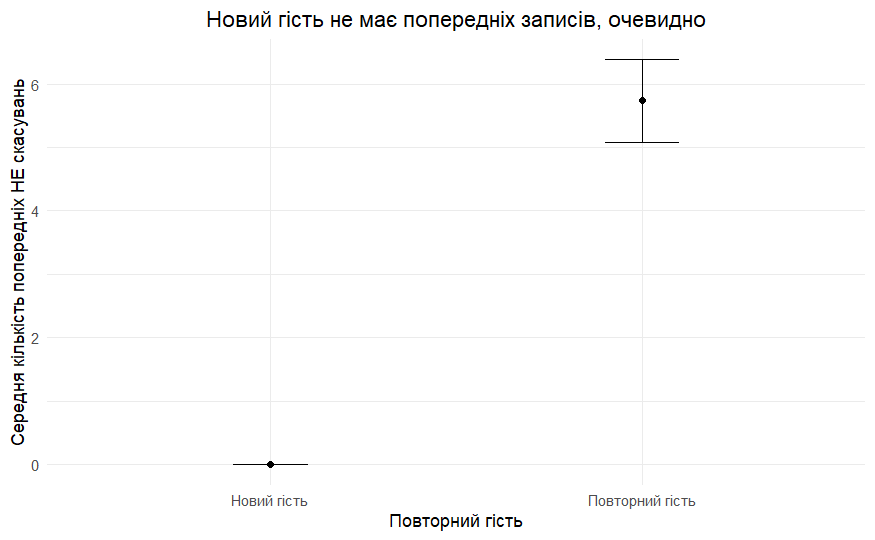 Новий гість не має попередніх записів, очевидно
Середня кількість попередніх НЕ скасувань
6
4
2
0
Новий гість
Повторний гість
Повторний гість